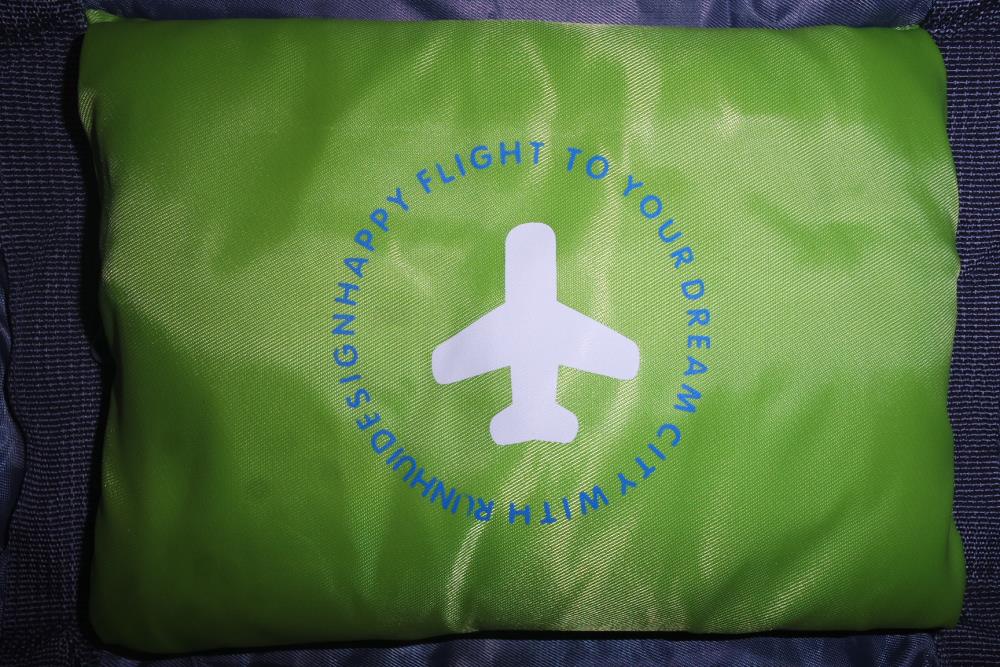 HAPPY FLIGHT TO YOUR DREAM CITY WITH RUNHUIDESIGN